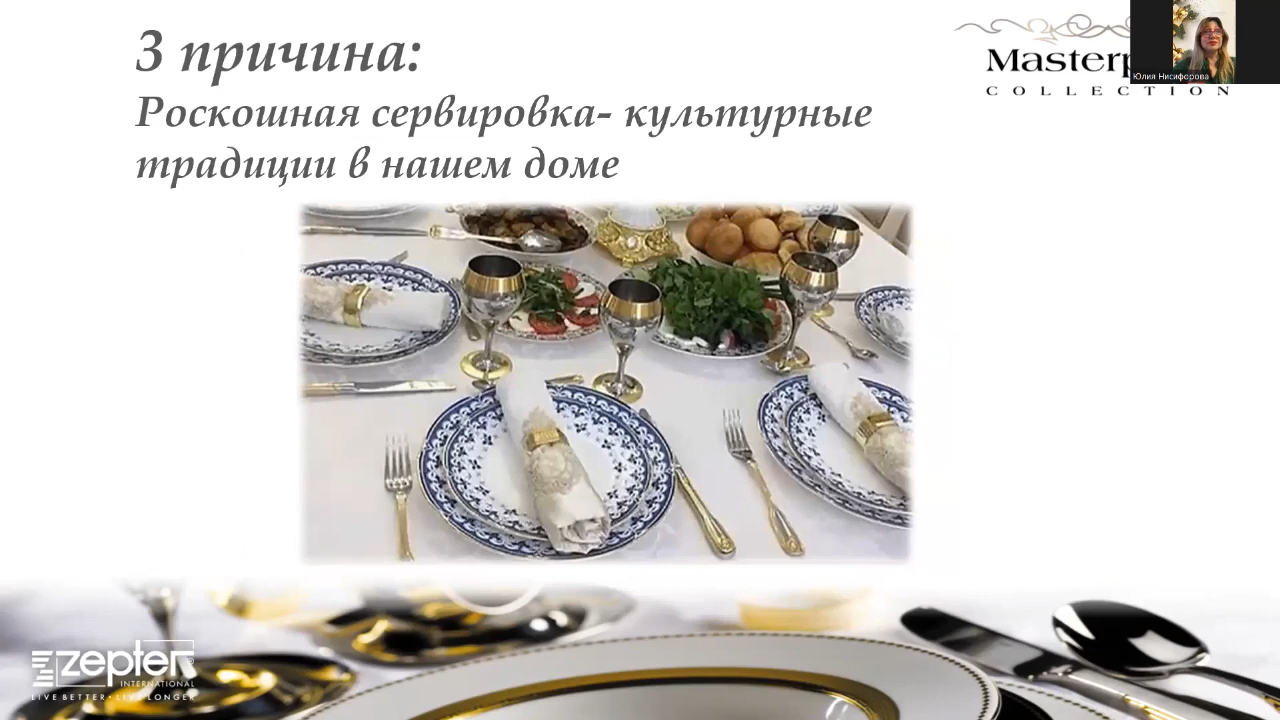 3 причина:
Роскошная сервировка- культурные
традиции в нашем доме
Masterp
COLLECTION
Юлия Нисифорова
zepter
INTERNATIONAL
LIVE BETTER • LIVE LONGER